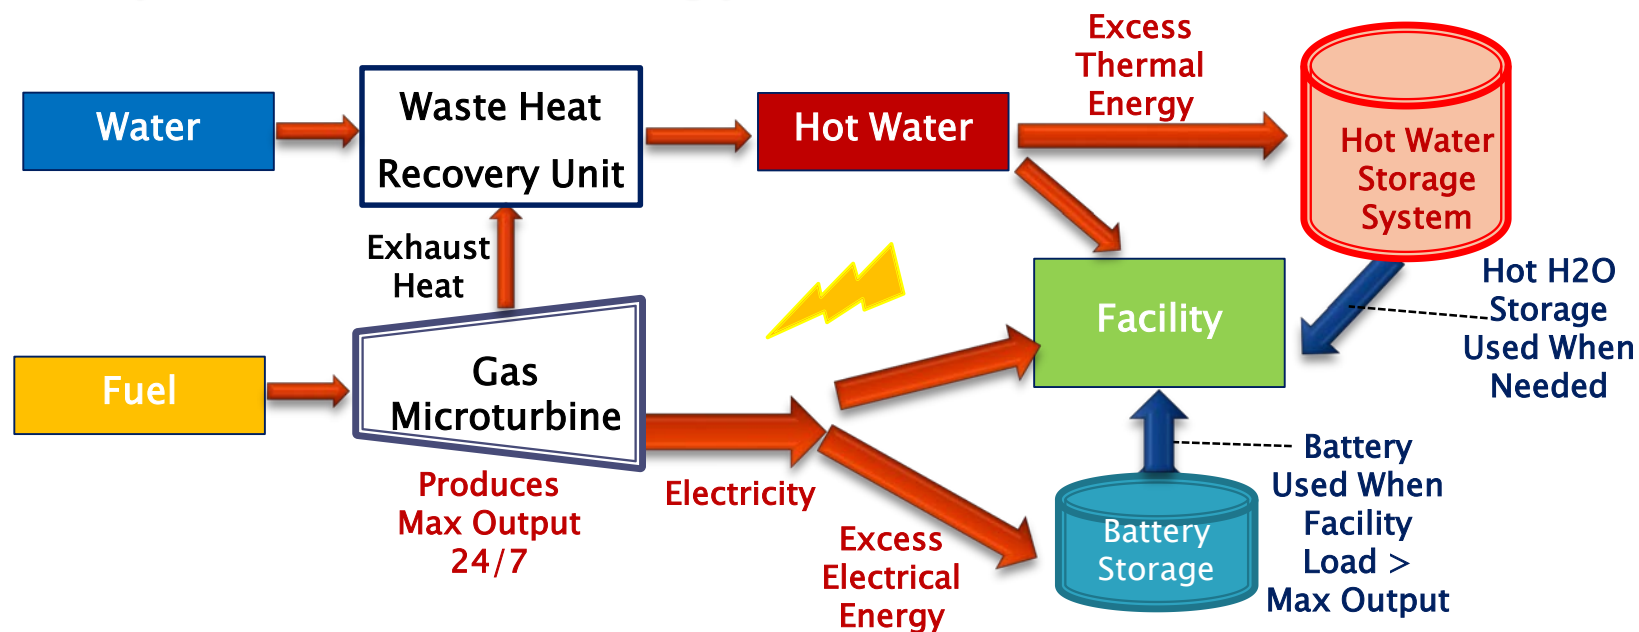 Excess
Thermal
Energy
Water
Waste Heat
Recovery Unit
Hot Water
Hot Water
Storage
System
Exhaust
Heat
Hot H2O
Storage
Used When
Needed
Facility
Fuel
Gas
Microturbine
Produces
Max Output
24/7
Electricity
Excess
Electrical
Energy
Battery
Storage
Battery
Used When
Facility
Load >
Max Output